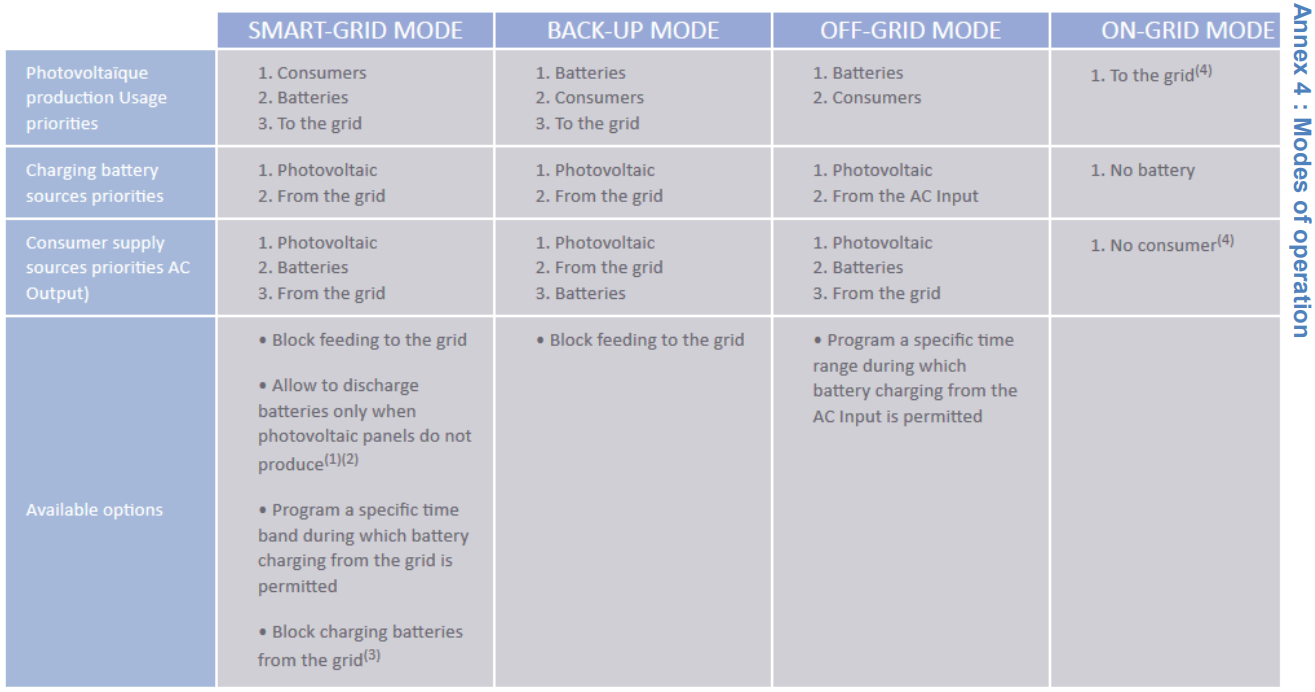 SMART-GRID MODE
BACK-UP MODE
OFF-GRID MODE
ON-GRID MODE
Photovoltaïque
production Usage
priorities
1. Consumers
2. Batteries
3. To the grid
1. Batteries
2. Consumers
3. To the grid
1. Batteries
2. Consumers
1. To the grid(4)
Charging battery
sources priorities
1. Photovoltaic
2. From the grid
1. Photovoltaic
2. From the grid
1. Photovoltaic
2. From the AC Input
1. No battery
Consumer supply
sources priorities AC
Output)
1. Photovoltaic
2. Batteries
3. From the grid
1. Photovoltaic
2. From the grid
3. Batteries
1. Photovoltaic
2. Batteries
3. From the grid
1. No consumer(4)
Available options
• Block feeding to the grid
• Allow to discharge
batteries only when
photovoltaic panels do not
produce(1)(2)
• Program a specific time
band during which battery
charging from the grid is
permitted
• Block charging batteries
from the grid(3)
• Block feeding to the grid
• Program a specific time
range during which
battery charging from the
AC Input is permitted
Annex 4 : Modes of operation